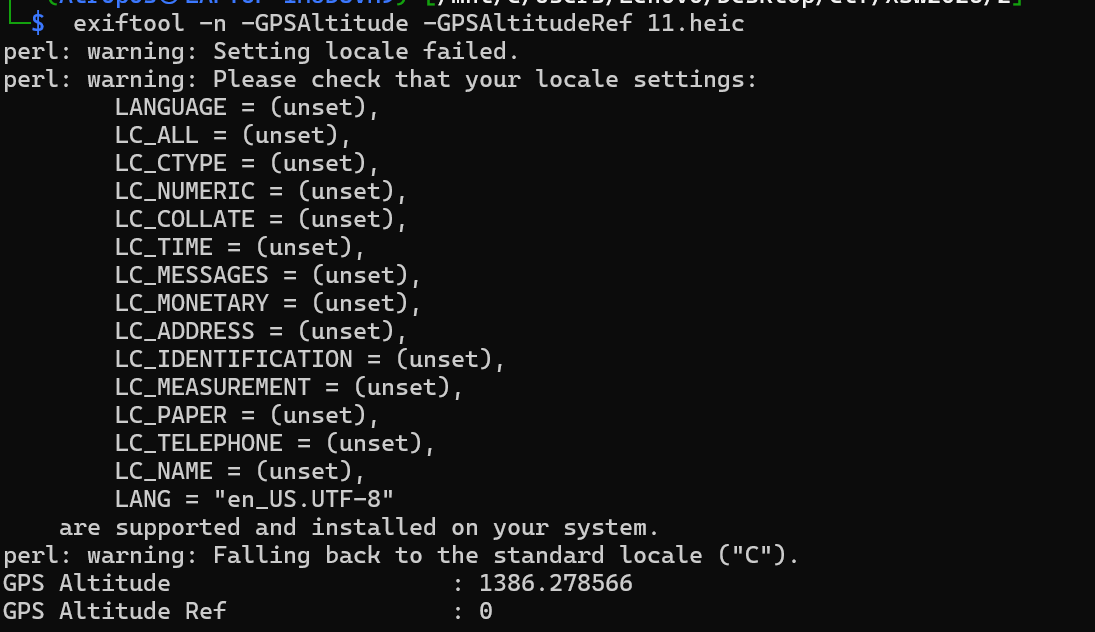 $ exiftool -n -GPSAltitude -GPSAltitudeRef 11.heic
perl: warning: Setting locale failed.
perl: warning: Please check that your locale settings:
        LANGUAGE = (unset),
        LC_ALL = (unset),
        LC_CTYPE = (unset),
        LC_NUMERIC = (unset),
        LC_COLLATE = (unset),
        LC_TIME = (unset),
        LC_MESSAGES = (unset),
        LC_MONETARY = (unset),
        LC_ADDRESS = (unset),
        LC_IDENTIFICATION = (unset),
        LC_MEASUREMENT = (unset),
        LC_PAPER = (unset),
        LC_TELEPHONE = (unset),
        LC_NAME = (unset),
        LANG = "en_US.UTF-8"
    are supported and installed on your system.
perl: warning: Falling back to the standard locale ("C").
GPS Altitude                    : 1386.278566
GPS Altitude Ref                : 0